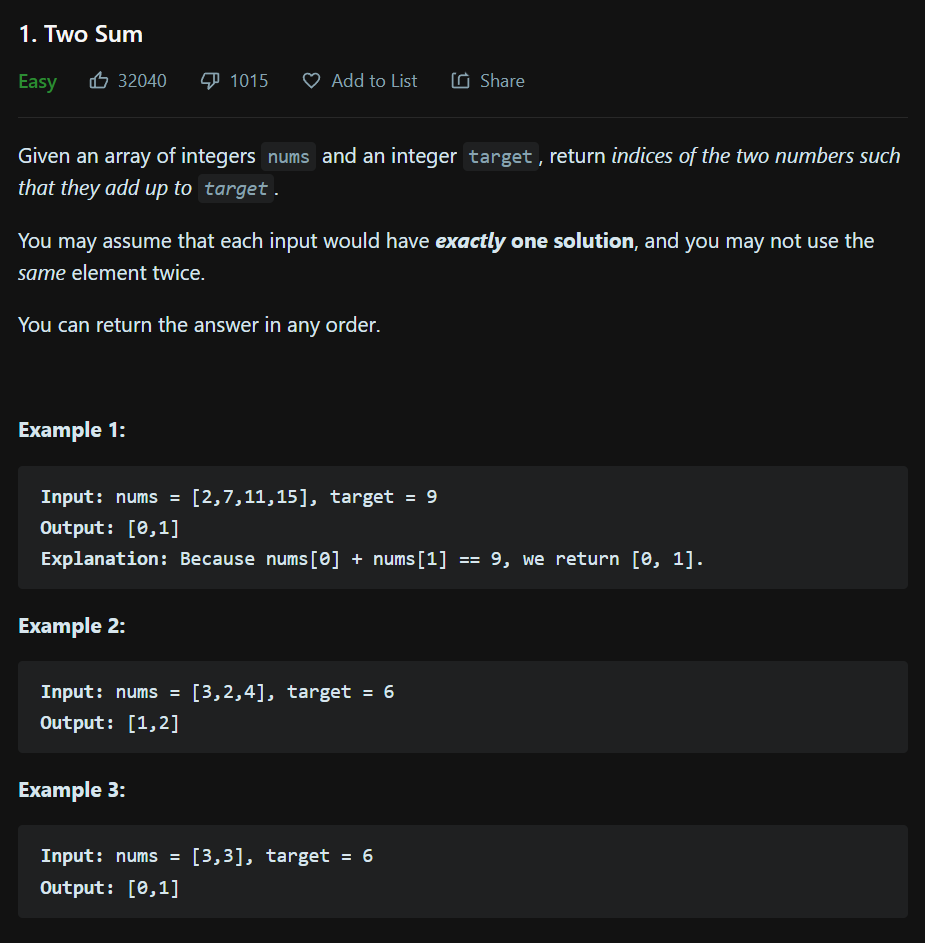 1. Two Sum
Easy 32040 1015 Add to List Share
Given an array of integers nums and an integer target, return indices of the two numbers such
that they add up to target.
You may assume that each input would have exactly one solution, and you may not use the
same element twice.
You can return the answer in any order.
Example 1:
Input: nums = [2,7,11,15], target = 9
Output: [0,1]
Explanation: Because nums[0] + nums[1] == 9, we return [0, 1].
Example 2:
Input: nums = [3,2,4], target = 6
Output: [1,2]
Example 3:
Input: nums = [3,3], target = 6
Output: [0,1]